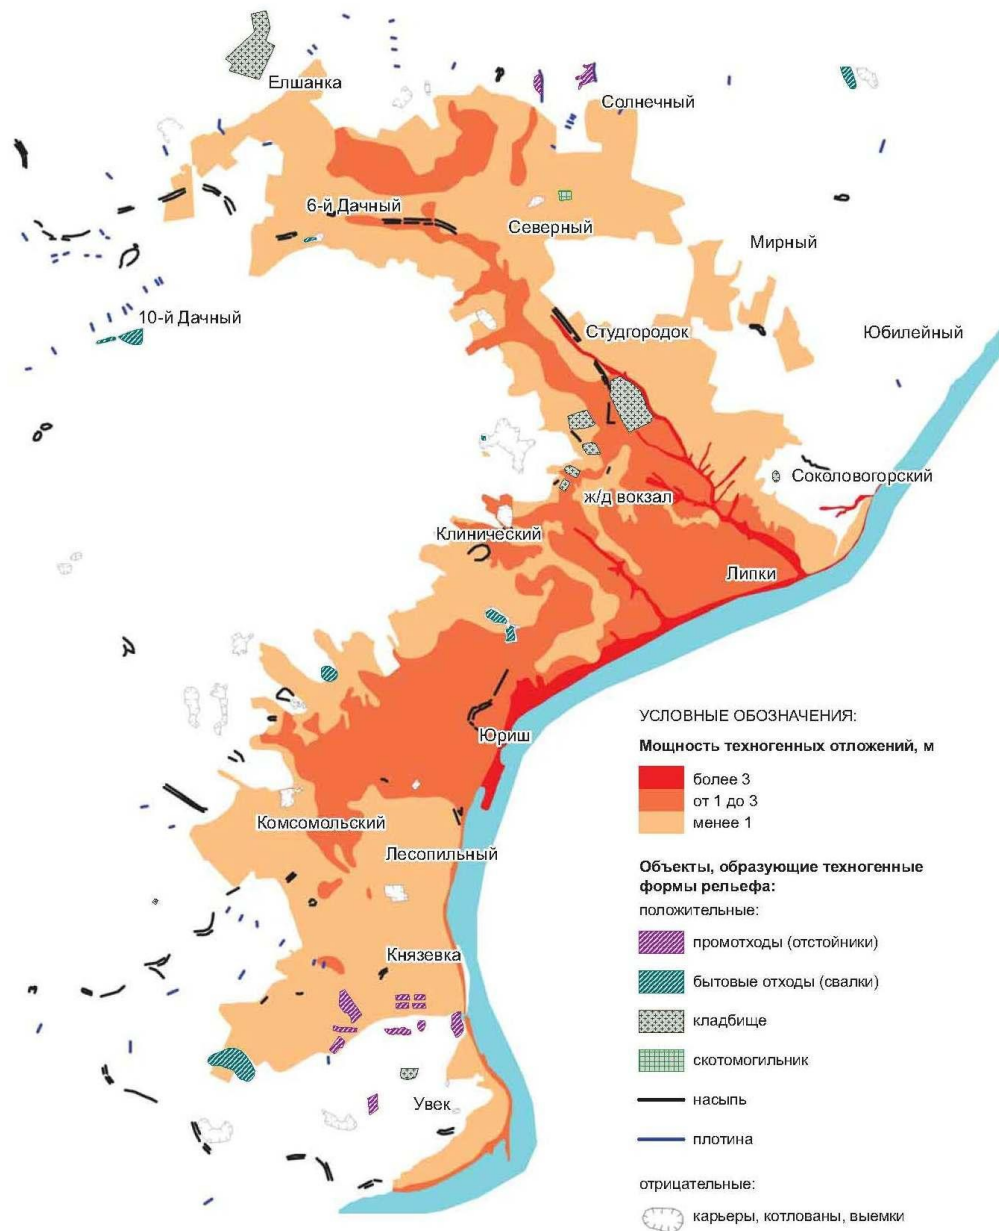 Елшанка
Солнечный
6-й Дачный
Северный
Мирный
10-й Дачный
Студгородок
Юбилейный
Соколовогорский
ж/д вокзал
Клинический
Липки
Юриш
Комсомольский
Лесопильный
Князевка
Увек
УСЛОВНЫЕ ОБОЗНАЧЕНИЯ:
Мощность техногенных отложений, м
более 3
от 1 до 3
менее 1
Объекты, образующие техногенные
формы рельефа:
положительные:
промотходы (отстойники)
бытовые отходы (свалки)
кладбище
скотомогильник
насыпь
плотина
отрицательные:
карьеры, котлованы, выемки